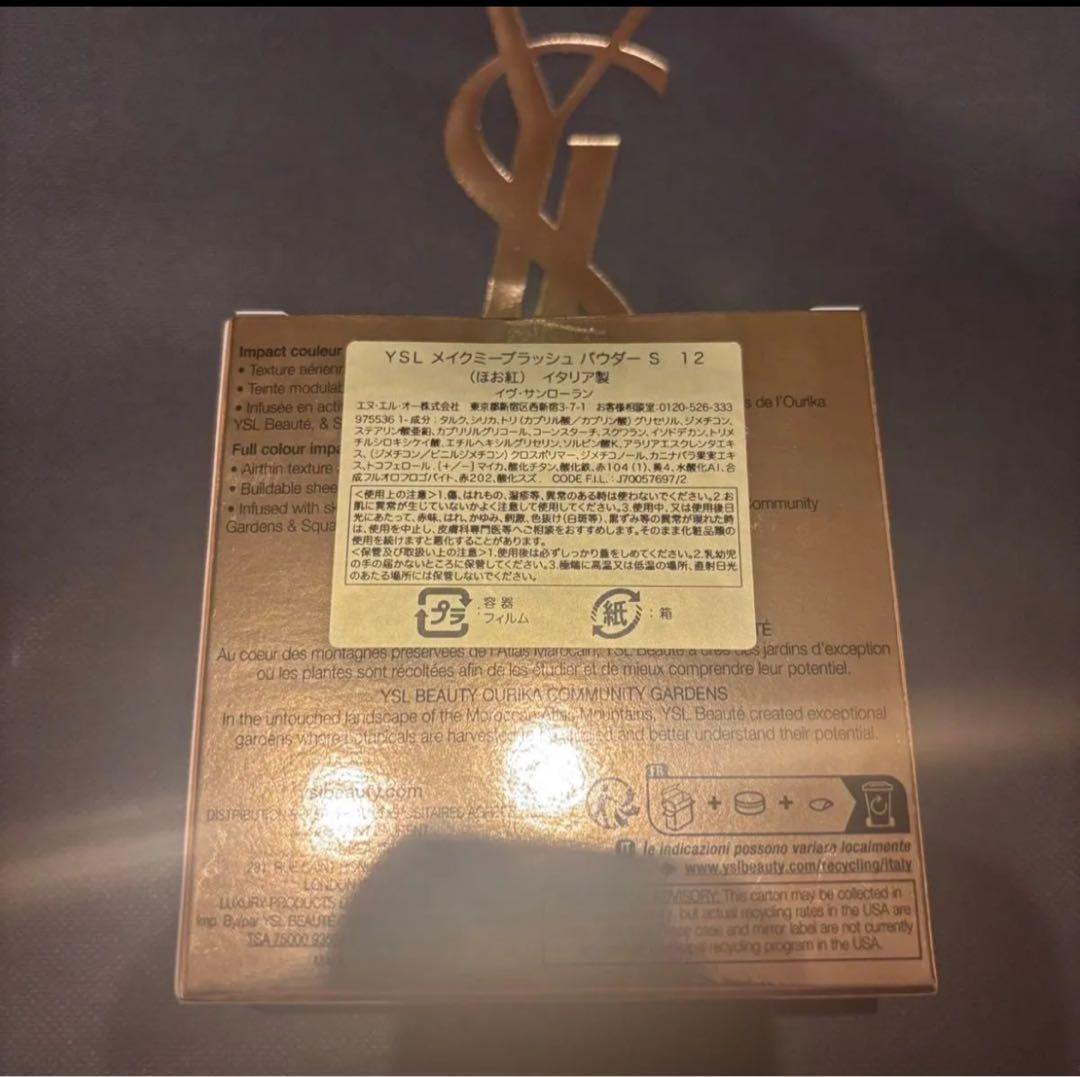 YSL
Impact couleur
• Texture aérienn
• Teinte modulab
• Infusée en acti
s de l'Ourika
YSL Beauté, & S
Full colour impa
• Airthin texture
• Buildable shee
• Infused with sk
ommunity
Gardens & Squa
YSL メイクミーブラッシュ パウダー S 12
(ほお紅) イタリア製
イヴ・サンローラン
エヌ・エル・オー株式会社 東京都新宿区西新宿3-7-1 お客様相談室:0120-526-333
975536 1- 成分:タルク、シリカ、トリ(カプリル酸/カプリン酸)グリセリル、ジメチコン、
ステアリン酸亜鉛、カプリリルグリコール、コーンスターチ、スクワラン、イソドデカン、トリメ
チルシロキシケイ酸、エチルヘキシルグリセリン、ソルビン酸K、アラリアエスクレンタエキ
ス、(ジメチコン/ビニルジメチコン)クロスポリマー、ジメチコノール、カニナバラ果実エキ
ス、トコフェロール.[+/-]マイカ、酸化チタン、酸化鉄、赤104(1)、黄4、水酸化Al、合
成フルオロフロゴパイト、赤202、酸化スズ. CODE F.I.L.:J70057697/2
<使用上の注意>1.傷、はれもの、湿疹等、異常のある時は使わないでください。2.お
肌に異常が生じていないかよく注意して使用してください。3.使用中、又は使用後日
光にあたって、赤味、はれ、かゆみ、刺激、色抜け(白斑等)、黒ずみ等の異常が現れた時
は、使用を中止し、皮膚科専門医等へご相談をおすすめします。そのまま化粧品類の
使用を続けますと悪化することがあります。
<保管及び取扱い上の注意>1.使用後は必ずしっかり蓋をしめてください。2.乳幼児
の手の届かないところに保管してください。3.極端に高温又は低温の場所、直射日光
のあたる場所には保管しないでください。
プラ : 容器 フィルム 紙 : 箱
TÉ
Au coeur des montagnes préservées de l'Atlas Marocain, YSL Beauté a créé des jardins d'exception
où les plantes sont récoltées afin de les étudier et de mieux comprendre leur potentiel.
YSL BEAUTY OURIKA COMMUNITY GARDENS
In the untouched landscape of the Moroccan Atlas Mountains, YSL Beauté created exceptional
gardens where botanicals are harvested and better understand their potential.
FR
yslbeauty.com
+ +
IT le indicazioni possono variare localmente
www.yslbeauty.com/recycling/italy
LONDON
LUXURY PRODUCTS
Imp. By/par YSL BEAUTÉ
TSA 75000
VISORY: This carton may be collected in
, but actual recycling rates in the USA are
case and mirror label are not currently
recycling program in the USA.